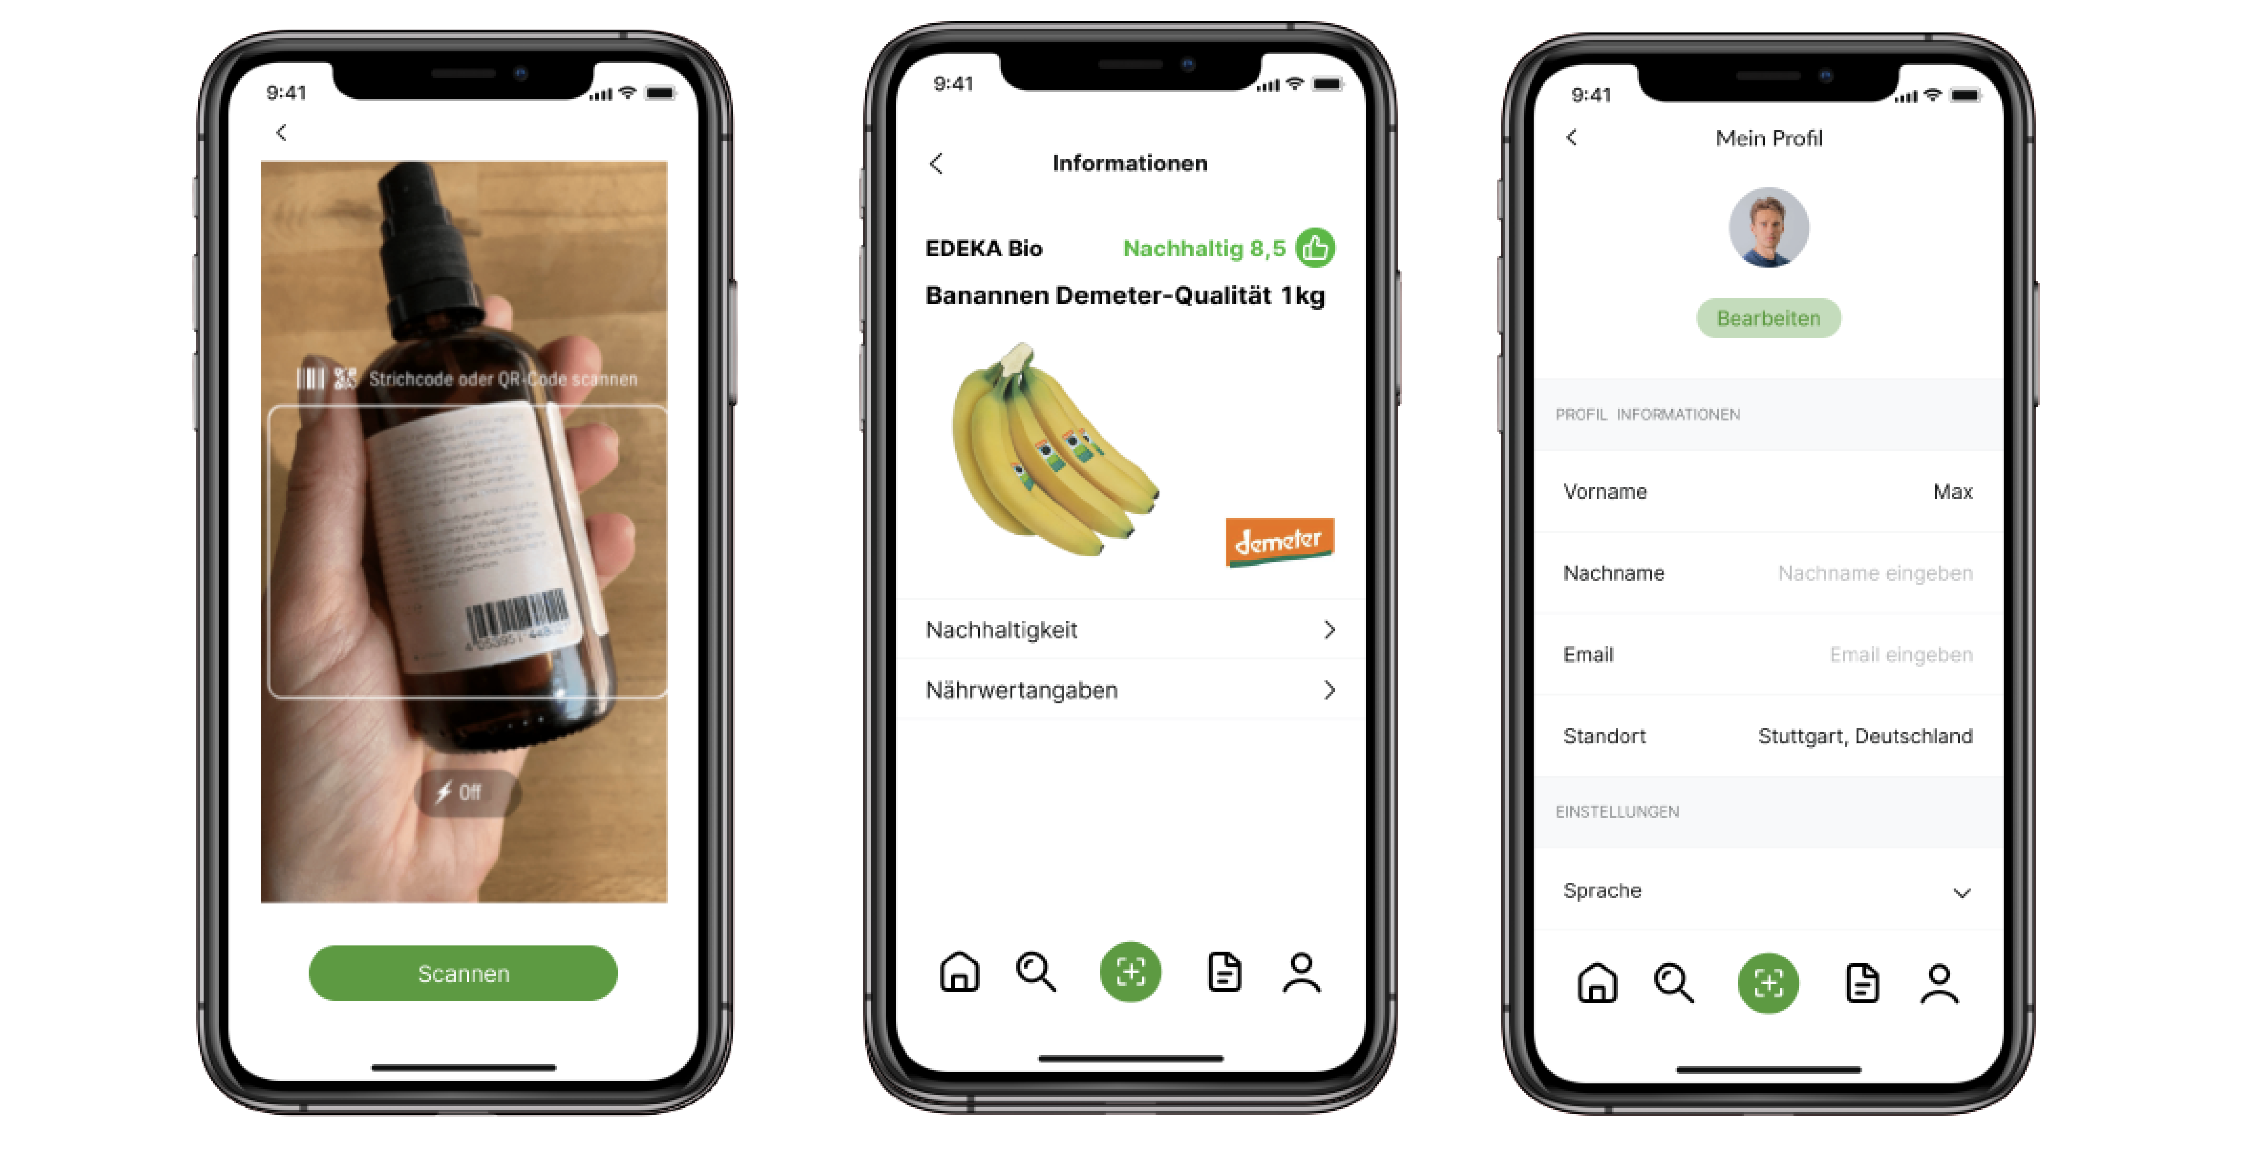 9:41
Strichcode oder QR-Code scannen
Off
Scannen
9:41
Informationen
EDEKA Bio
Nachhaltig 8,5
Banannen Demeter-Qualität 1kg
demeter
Nachhaltigkeit
Nährwertangaben
9:41
Mein Profil
Bearbeiten
PROFIL INFORMATIONEN
Vorname Max
Nachname Nachname eingeben
Email Email eingeben
Standort Stuttgart, Deutschland
EINSTELLUNGEN
Sprache